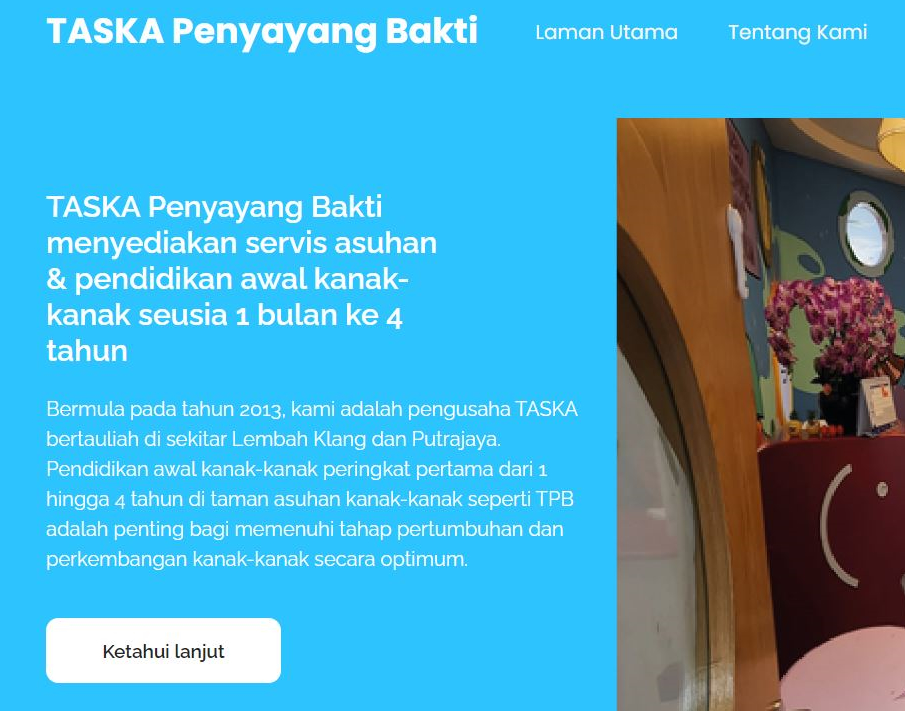 TASKA Penyayang Bakti
Laman Utama
Tentang Kami
TASKA Penyayang Bakti
menyediakan servis asuhan
& pendidikan awal kanak-
kanak seusia 1 bulan ke 4
tahun
Bermula pada tahun 2013, kami adalah pengusaha TASKA
bertauliah di sekitar Lembah Klang dan Putrajaya.
Pendidikan awal kanak-kanak peringkat pertama dari 1
hingga 4 tahun di taman asuhan kanak-kanak seperti TPB
adalah penting bagi memenuhi tahap pertumbuhan dan
perkembangan kanak-kanak secara optimum.
Ketahui lanjut